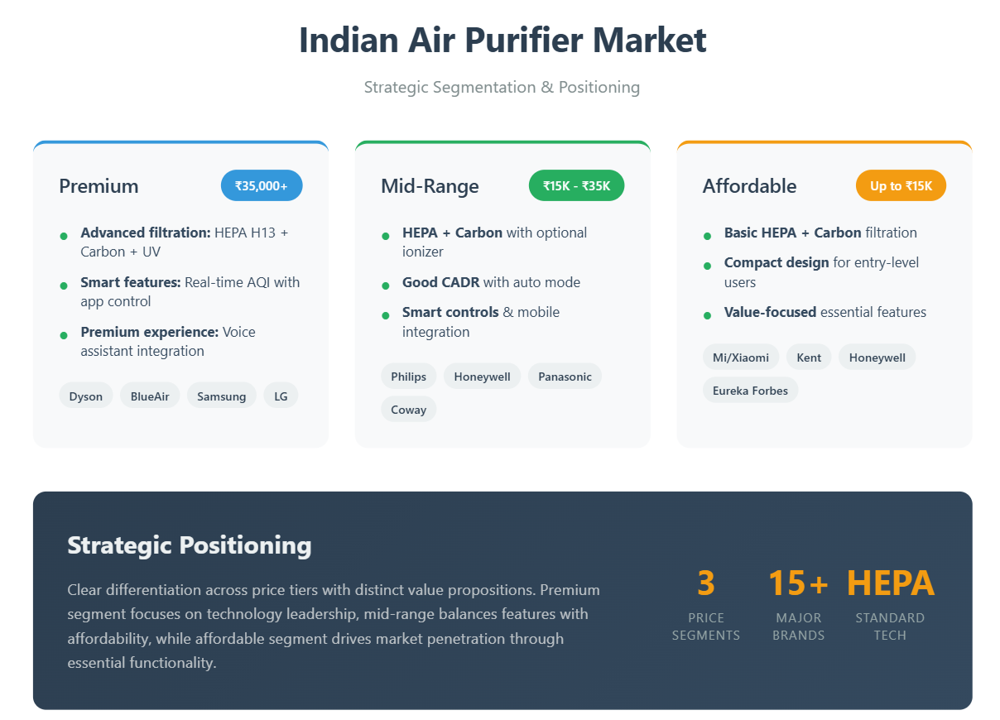 Indian Air Purifier Market
Strategic Segmentation & Positioning
Premium
₹35,000+
Advanced filtration: HEPA H13 +
Carbon + UV
Smart features: Real-time AQI with
app control
Premium experience: Voice
assistant integration
Dyson
BlueAir
Samsung
LG
Mid-Range
₹15K - ₹35K
HEPA + Carbon with optional
ionizer
Good CADR with auto mode
Smart controls & mobile
integration
Philips
Honeywell
Panasonic
Coway
Affordable
Up to ₹15K
Basic HEPA + Carbon filtration
Compact design for entry-level
users
Value-focused essential features
Mi/Xiaomi
Kent
Honeywell
Eureka Forbes
Strategic Positioning
Clear differentiation across price tiers with distinct value propositions. Premium
segment focuses on technology leadership, mid-range balances features with
affordability, while affordable segment drives market penetration through
essential functionality.
3
PRICE
SEGMENTS
15+
MAJOR
BRANDS
HEPA
STANDARD
TECH